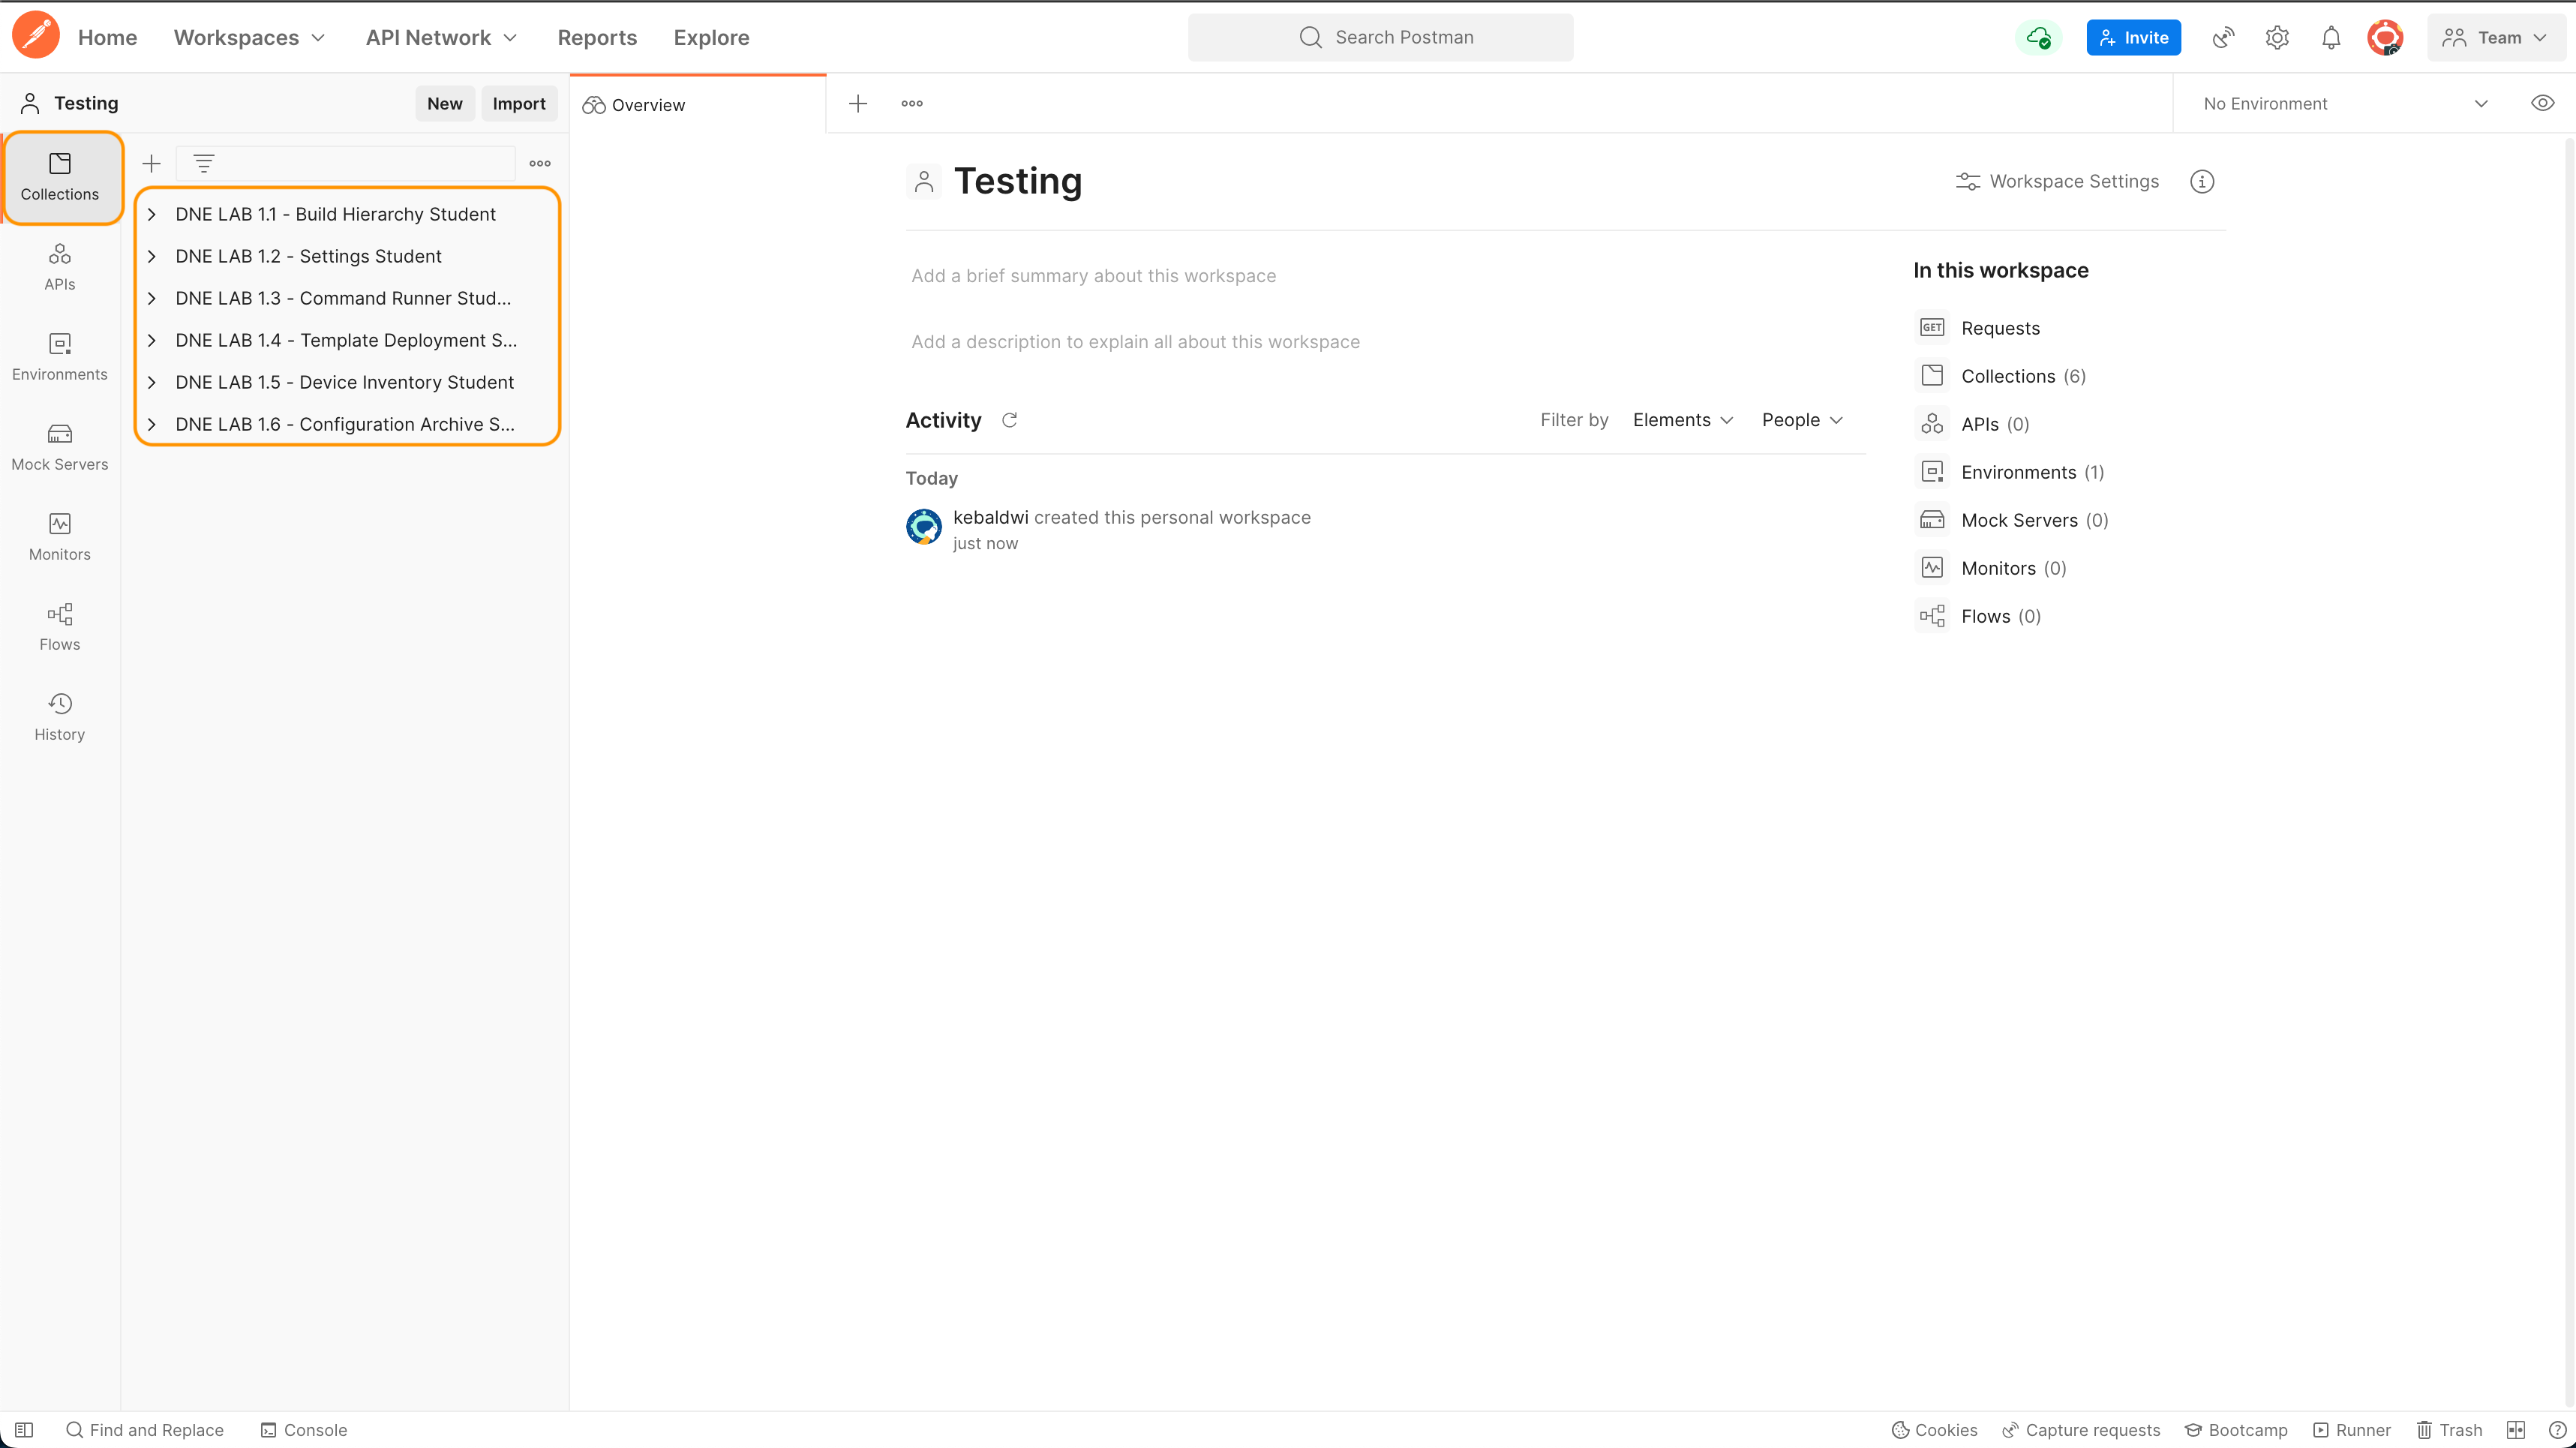 Home Workspaces API Network Reports Explore Search Postman Invite Team
Testing New Import Overview No Environment
Collections
APIs
Environments
Mock Servers
Monitors
Flows
History
DNE LAB 1.1 - Build Hierarchy Student
DNE LAB 1.2 - Settings Student
DNE LAB 1.3 - Command Runner Stud...
DNE LAB 1.4 - Template Deployment S...
DNE LAB 1.5 - Device Inventory Student
DNE LAB 1.6 - Configuration Archive S...
Testing Workspace Settings
Add a brief summary about this workspace
Add a description to explain all about this workspace
Activity Filter by Elements People
Today
kebaldwi created this personal workspace
just now
In this workspace
GET Requests
Collections (6)
APIs (0)
Environments (1)
Mock Servers (0)
Monitors (0)
Flows (0)
Find and Replace Console Cookies Capture requests Bootcamp Runner Trash